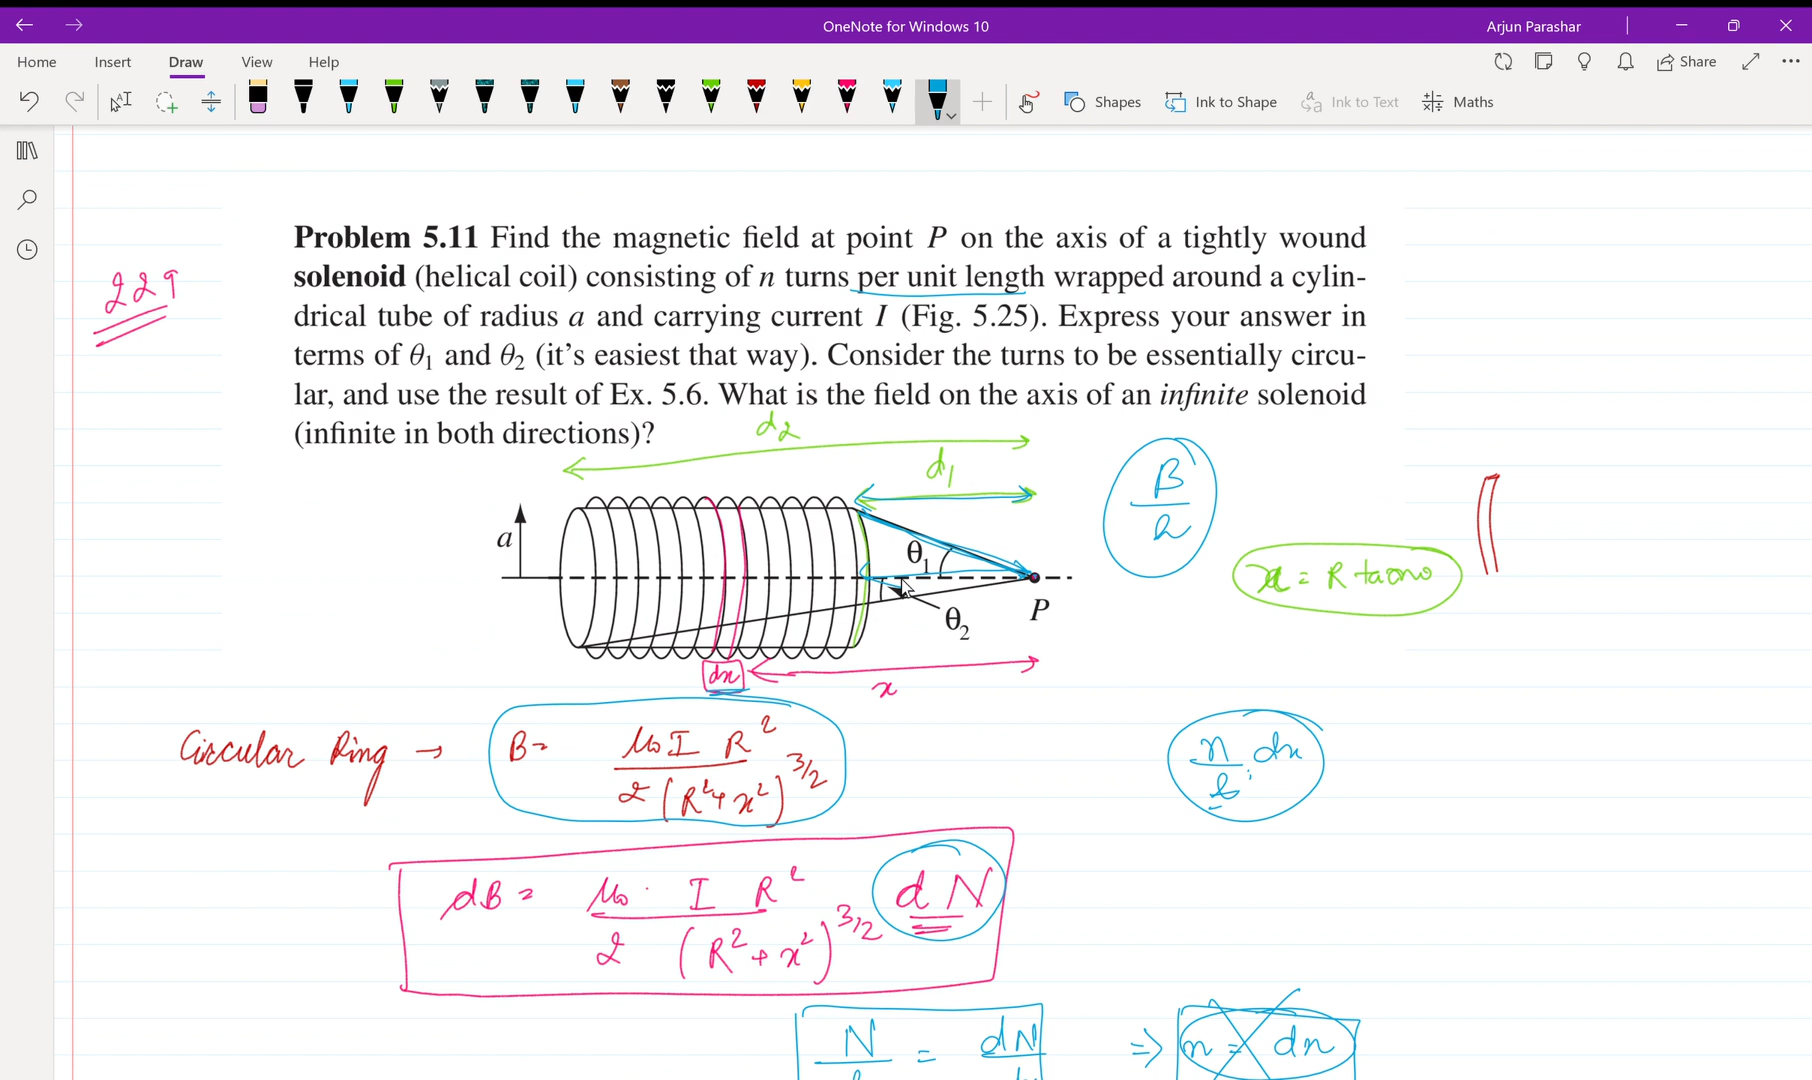 OneNote for Windows 10
Arjun Parashar
Home Insert Draw View Help
Share
Shapes Ink to Shape Ink to Text Maths
229
Problem 5.11 Find the magnetic field at point P on the axis of a tightly wound
solenoid (helical coil) consisting of n turns per unit length wrapped around a cylin-
drical tube of radius a and carrying current I (Fig. 5.25). Express your answer in
terms of θ₁ and θ₂ (it’s easiest that way). Consider the turns to be essentially circu-
lar, and use the result of Ex. 5.6. What is the field on the axis of an infinite solenoid
(infinite in both directions)?
d₂
d₁
a
θ₁
θ₂
P
dx
x
Circular Ring → B = μ₀ I R² / 2 (R² + x²)^3/2
dB = μ₀ I R² / 2 (R² + x²)^3/2 dN